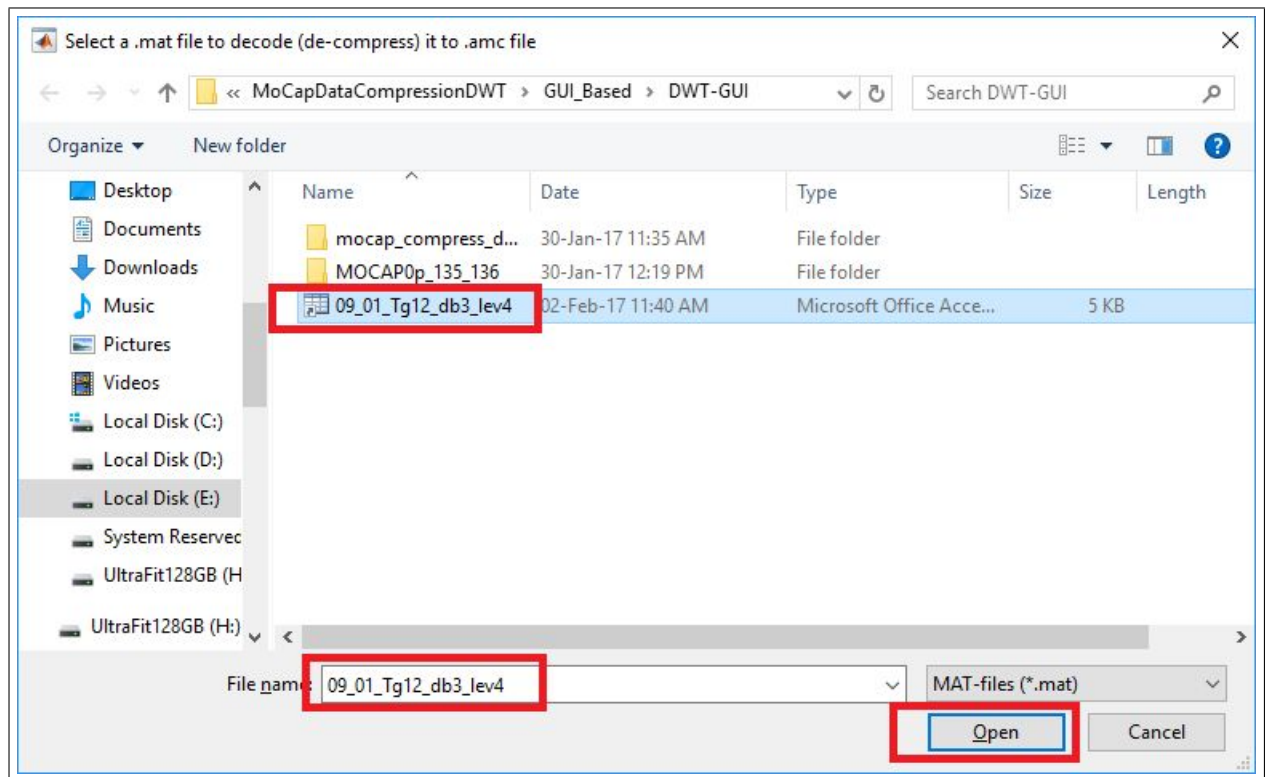 Select a .mat file to decode (de-compress) it to .amc file
« MoCapDataCompressionDWT › GUI_Based › DWT-GUI Search DWT-GUI
Organize New folder
Name Date Type Size Length
Desktop
Documents
Downloads
Music
Pictures
Videos
Local Disk (C:)
Local Disk (D:)
Local Disk (E:)
System Reserved
UltraFit128GB (H
UltraFit128GB (H:)
mocap_compress_d... 30-Jan-17 11:35 AM File folder
MOCAP0p_135_136 30-Jan-17 12:19 PM File folder
09_01_Tg12_db3_lev4 02-Feb-17 11:40 AM Microsoft Office Acce... 5 KB
File name: 09_01_Tg12_db3_lev4 MAT-files (*.mat)
Open Cancel